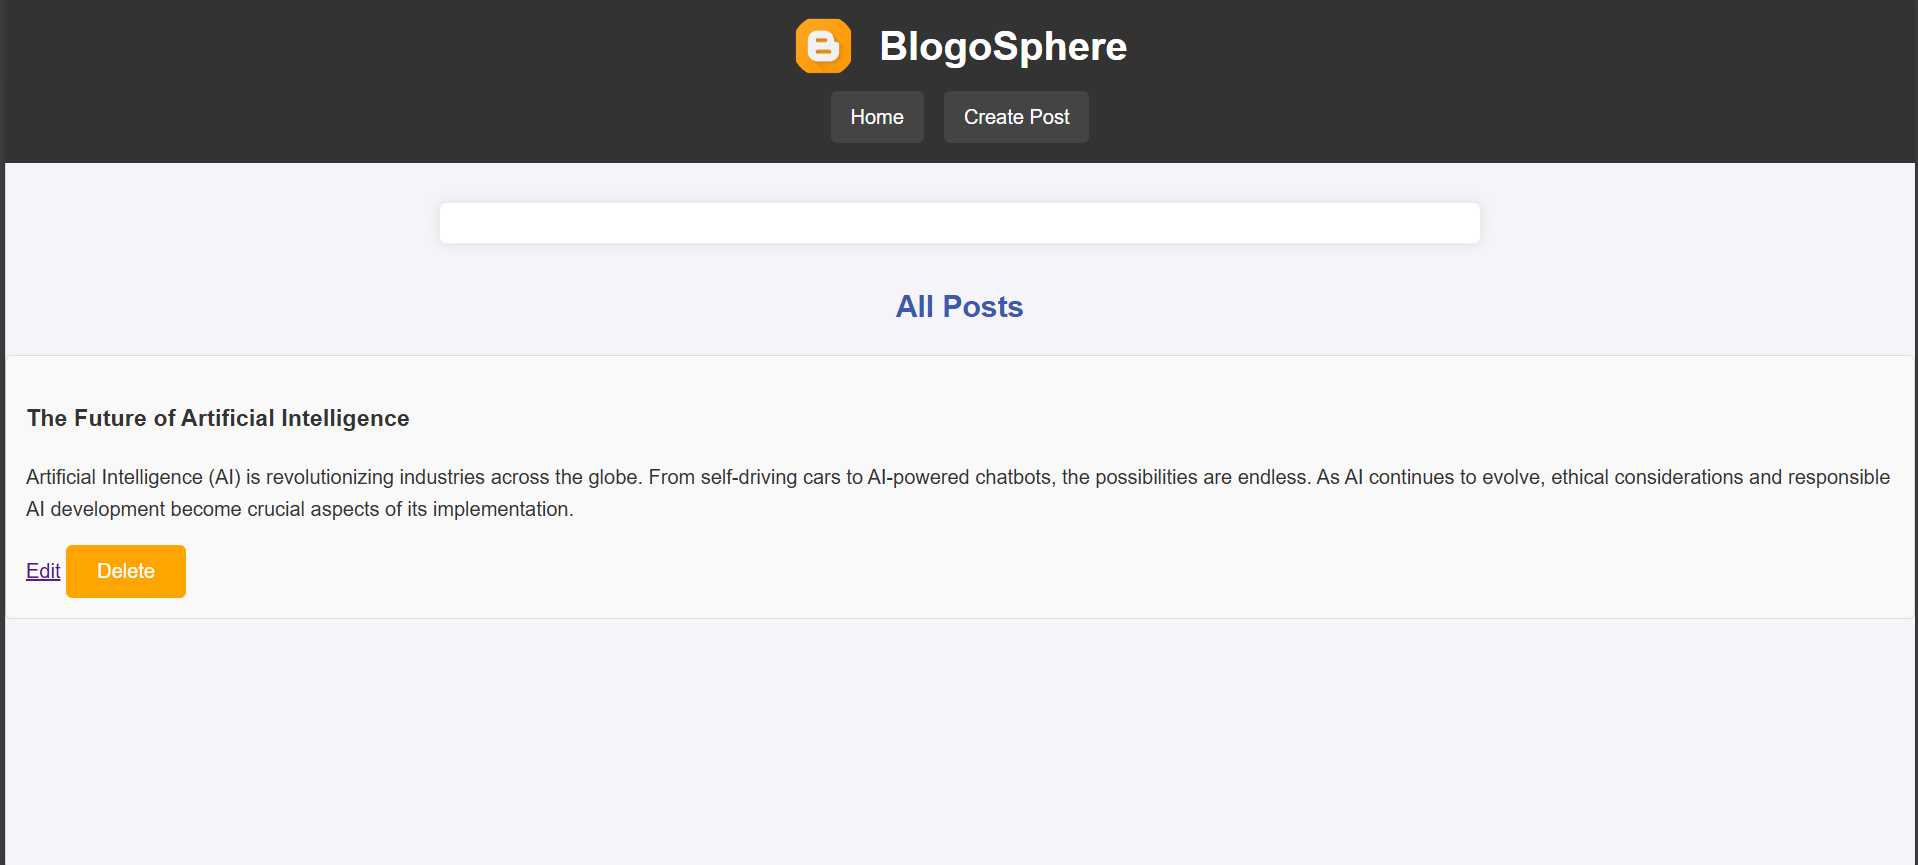 BlogoSphere
Home Create Post
All Posts
The Future of Artificial Intelligence
Artificial Intelligence (AI) is revolutionizing industries across the globe. From self-driving cars to AI-powered chatbots, the possibilities are endless. As AI continues to evolve, ethical considerations and responsible
AI development become crucial aspects of its implementation.
Edit Delete